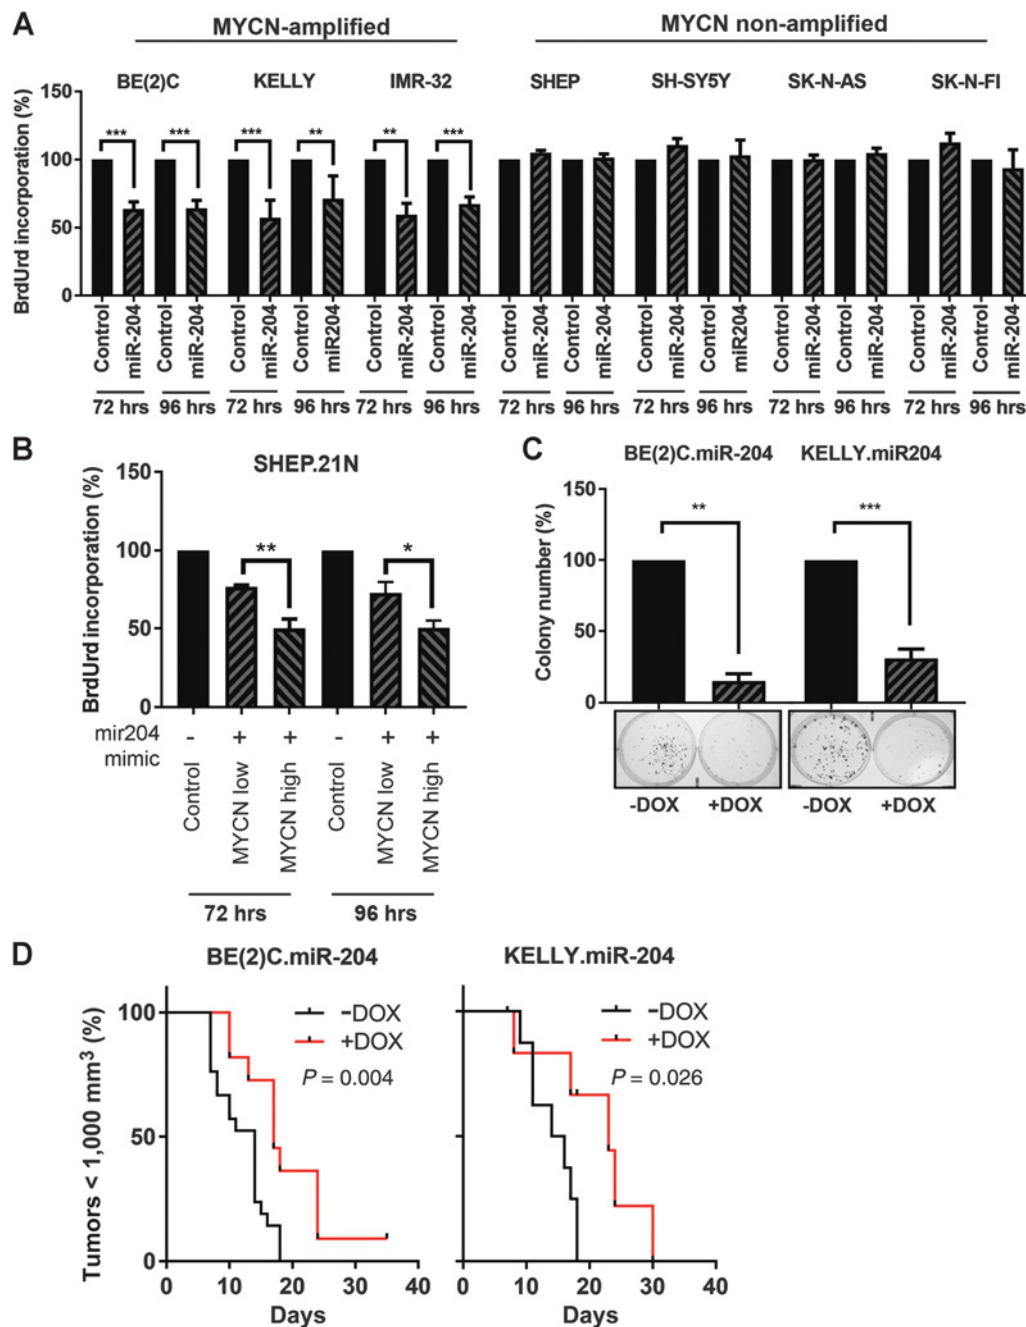 A
MYCN-amplified MYCN non-amplified
BE(2)C KELLY IMR-32 SHEP SH-SY5Y SK-N-AS SK-N-FI
BrdUrd incorporation (%)
150
100
50
0
*** *** *** ** ** ***
Control miR-204 Control miR-204 Control miR-204 Control miR204 Control miR-204 Control miR-204 Control miR-204 Control miR-204 Control miR-204 Control miR-204 Control miR-204 Control miR-204 Control miR-204 Control miR-204
72 hrs 96 hrs 72 hrs 96 hrs 72 hrs 96 hrs 72 hrs 96 hrs 72 hrs 96 hrs 72 hrs 96 hrs 72 hrs 96 hrs
B
SHEP.21N
BrdUrd incorporation (%)
150
100
50
0
** *
mir204 - + + - + +
mimic
Control MYCN low MYCN high Control MYCN low MYCN high
72 hrs 96 hrs
C
BE(2)C.miR-204 KELLY.miR204
Colony number (%)
150
100
50
0
** ***
-DOX +DOX -DOX +DOX
D
BE(2)C.miR-204 KELLY.miR-204
Tumors < 1,000 mm³ (%)
100
50
0
-DOX
+DOX
P = 0.004
0 10 20 30 40
Days
-DOX
+DOX
P = 0.026
0 10 20 30 40
Days